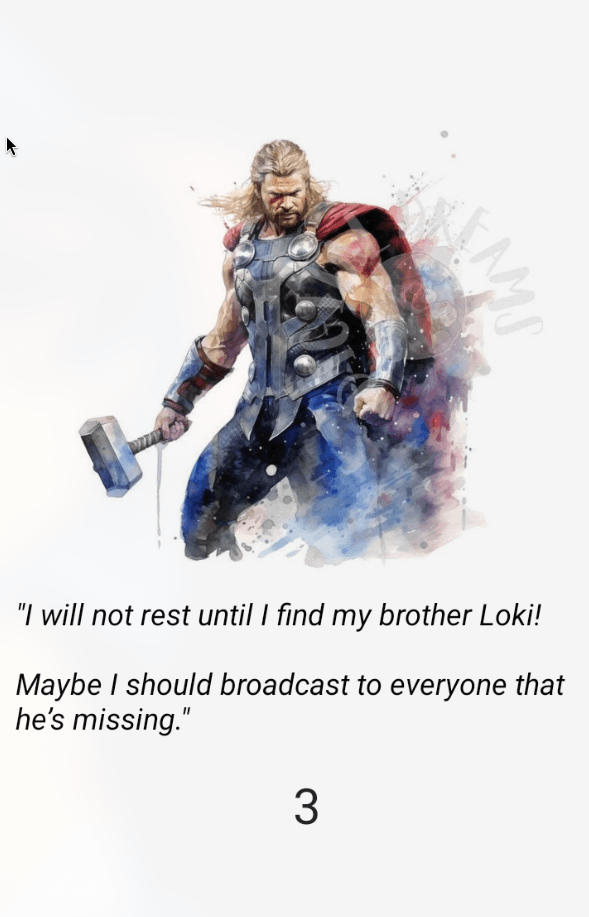 "I will not rest until I find my brother Loki!
Maybe I should broadcast to everyone that
he’s missing."
3